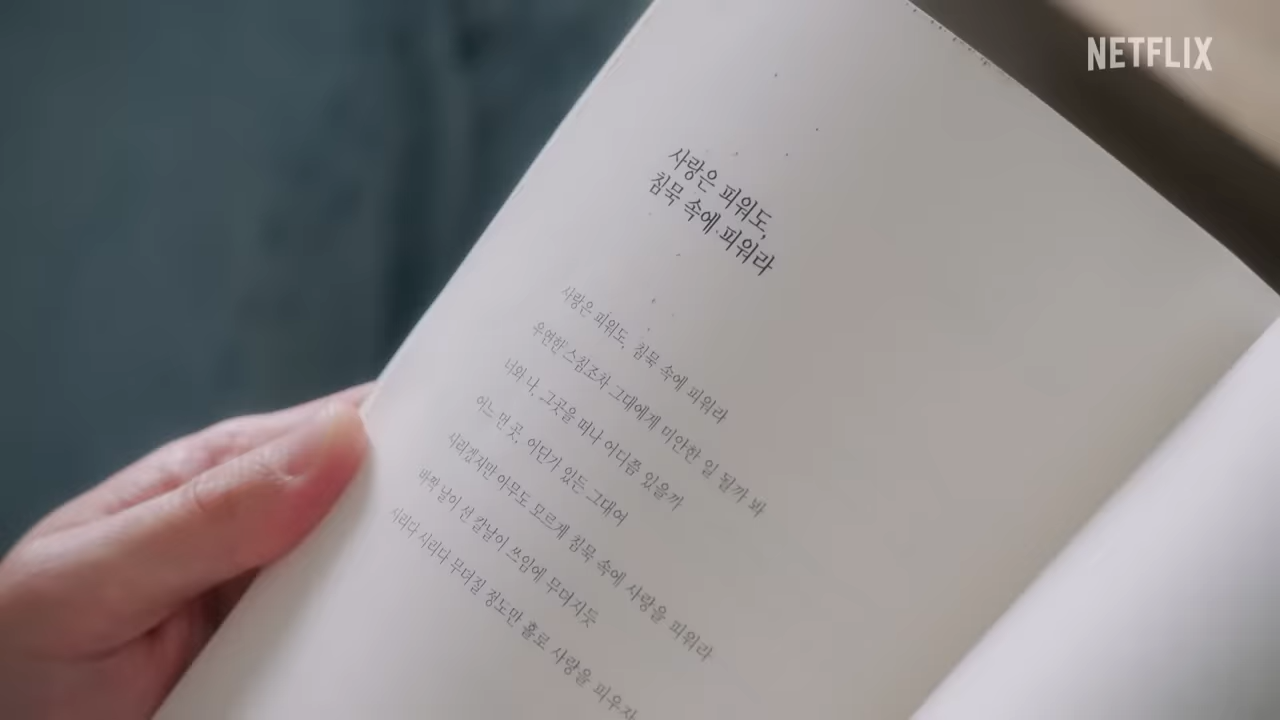 NETFLIX
사랑은 피워도,
침묵 속에 피워라
사랑은 피워도, 침묵 속에 피워라
우연한 스침조차 그대에게 미안한 일 될까 봐
너와 나, 그곳을 떠나 어디쯤 있을까
어느 먼 곳, 어딘가 있든 그대여
시리겠지만 아무도 모르게 침묵 속에 사랑을 피워라
바짝 날이 선 칼날이 쓰임에 무뎌지듯
시리다 시리다 무뎌질 정도만 홀로 사랑을 피우자